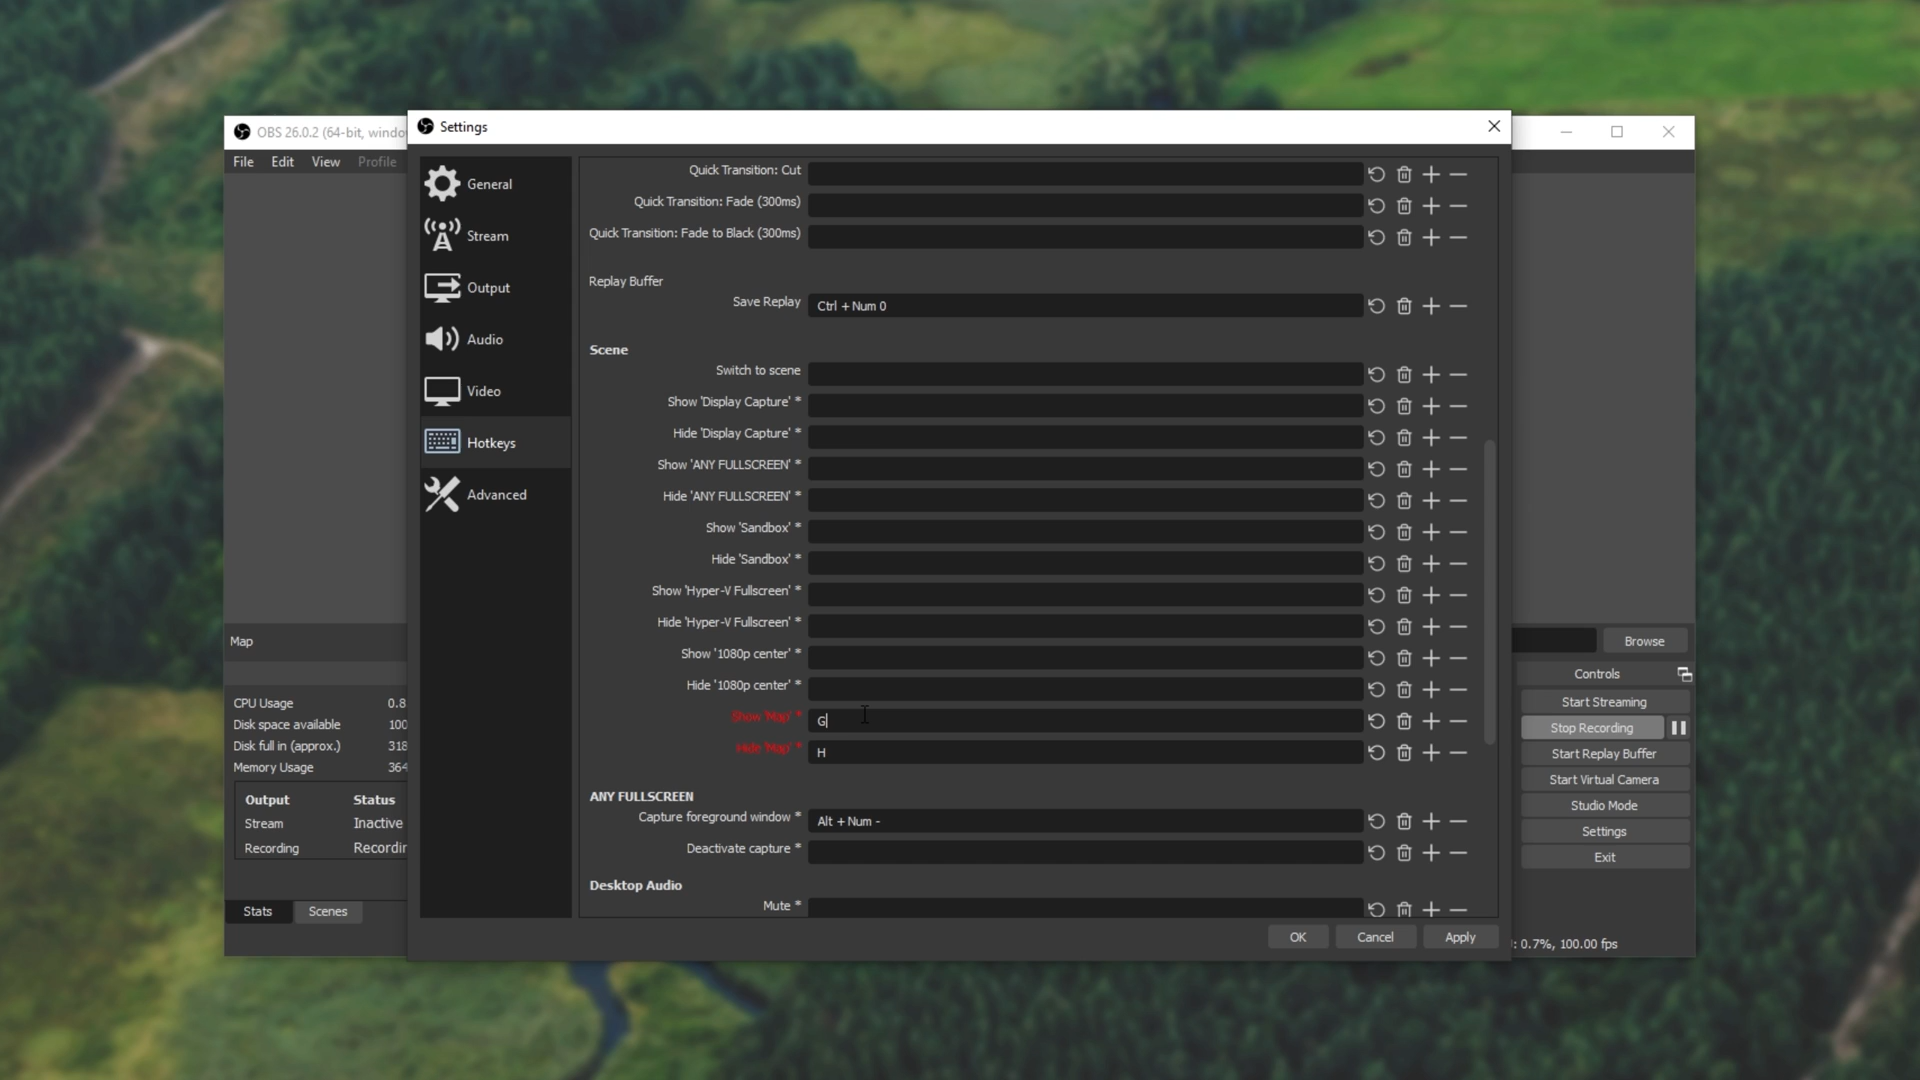 OBS 26.0.2 (64-bit, windo
Settings
File Edit View Profile
General
Stream
Output
Audio
Video
Hotkeys
Advanced
Quick Transition: Cut
Quick Transition: Fade (300ms)
Quick Transition: Fade to Black (300ms)
Replay Buffer
Save Replay Ctrl + Num 0
Scene
Switch to scene
Show 'Display Capture' *
Hide 'Display Capture' *
Show 'ANY FULLSCREEN' *
Hide 'ANY FULLSCREEN' *
Show 'Sandbox' *
Hide 'Sandbox' *
Show 'Hyper-V Fullscreen' *
Hide 'Hyper-V Fullscreen' *
Show '1080p center' *
Hide '1080p center' *
Show 'Map' * G
Hide 'Map' * H
ANY FULLSCREEN
Capture foreground window * Alt + Num -
Deactivate capture *
Desktop Audio
Mute *
OK Cancel Apply
Map
CPU Usage 0.8
Disk space available 100
Disk full in (approx.) 318
Memory Usage 364
Output Status
Stream Inactive
Recording Recordin
Stats Scenes
Browse
Controls
Start Streaming
Stop Recording
Start Replay Buffer
Start Virtual Camera
Studio Mode
Settings
Exit
: 0.7%, 100.00 fps